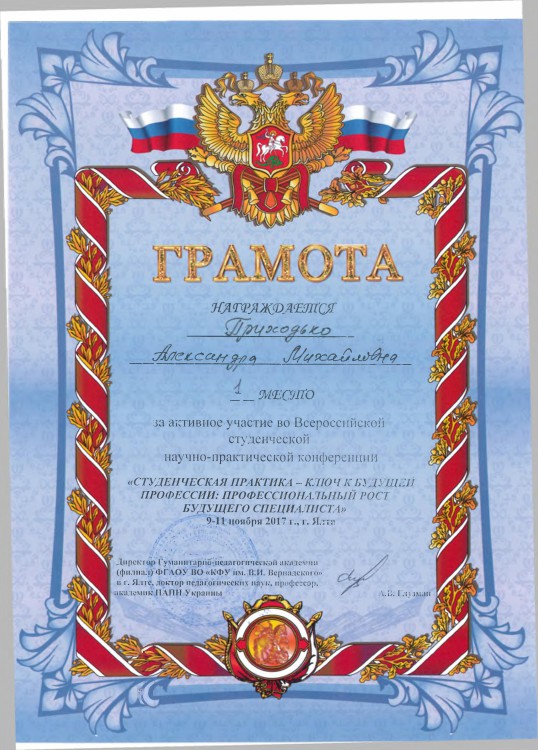 ГРАМОТА
НАГРАЖДАЕТСЯ
Приходько
Александра Михайловна
1 МЕСТО
за активное участие во Всероссийской
студенческой
научно-практической конференции
«СТУДЕНЧЕСКАЯ ПРАКТИКА – КЛЮЧ К БУДУЩЕЙ
ПРОФЕССИИ: ПРОФЕССИОНАЛЬНЫЙ РОСТ
БУДУЩЕГО СПЕЦИАЛИСТА»
9-11 ноября 2017 г., г. Ялта
Директор Гуманитарно-педагогической академии
(филиал) ФГАОУ ВО «КФУ им. В.И. Вернадского»
в г. Ялте, доктор педагогических наук, профессор,
академик НАПН Украины
А.В. Глузман